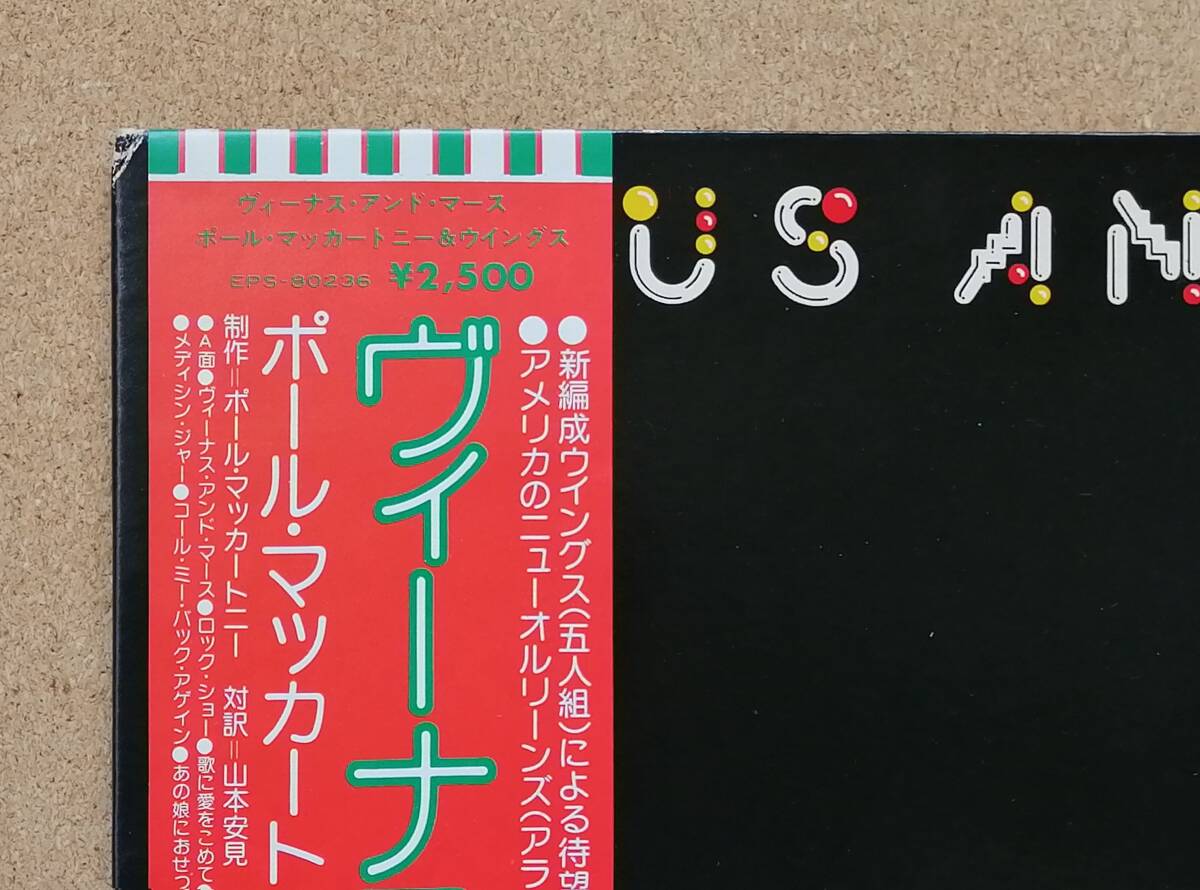 ヴィーナス・アンド・マース
ポール・マッカートニー&ウイングス
EPS-80236 ¥2,500
US AN
●新編成ウイングス(五人組)による待望
●アメリカのニューオルリーンズ(アラ
ヴィーナ
ポール・マッカート
制作=ポール・マッカートニー 対訳=山本安見
●A面●ヴィーナス・アンド・マース●ロック・ショー●歌に愛をこめて●
●メディシン・ジャー●コール・ミー・バック・アゲイン●あの娘におせっ